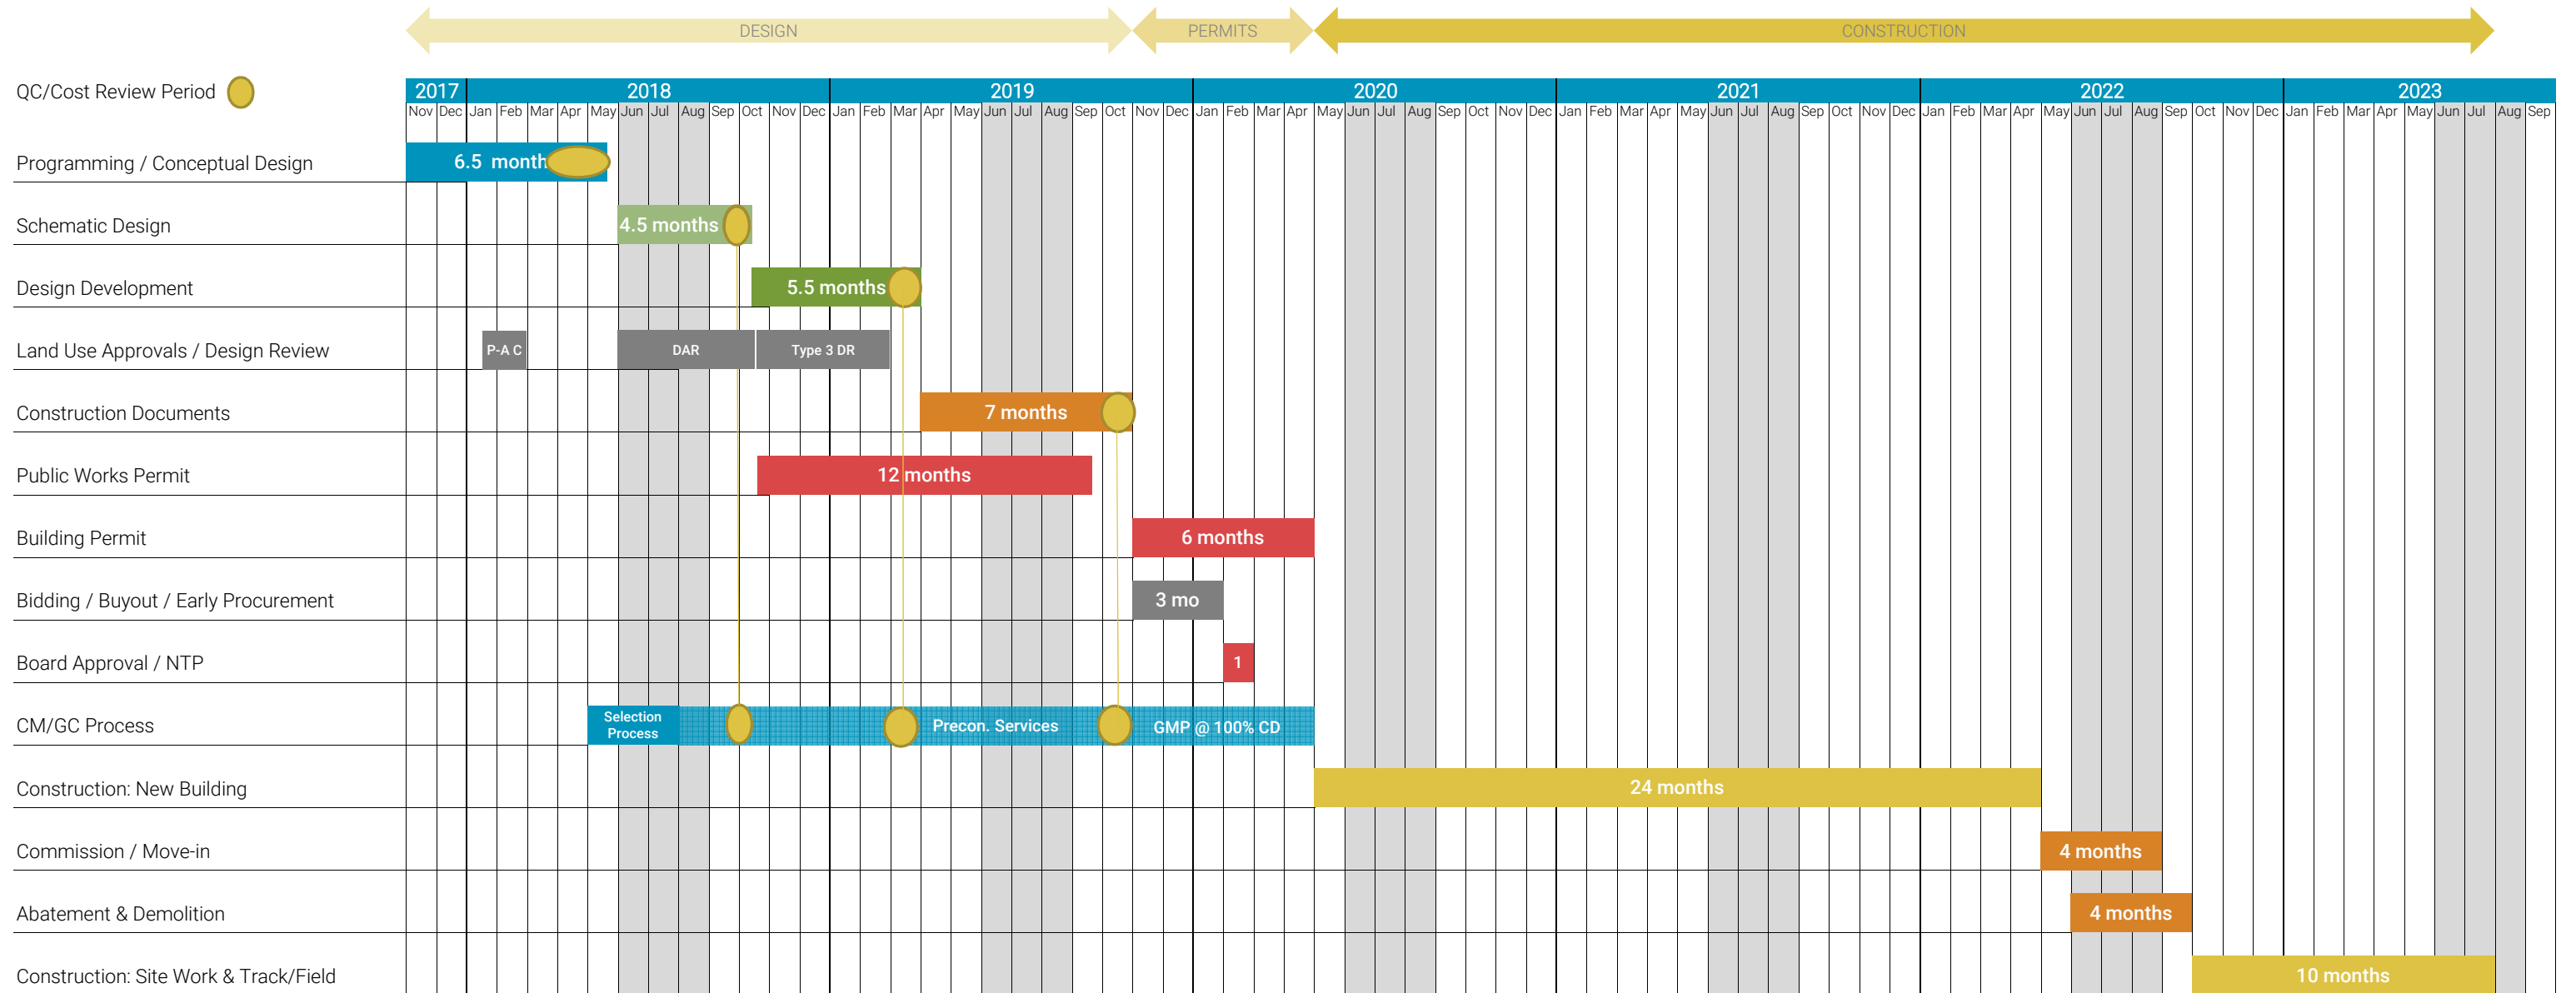 DESIGN PERMITS CONSTRUCTION
QC/Cost Review Period
2017 2018 2019 2020 2021 2022 2023
Nov Dec Jan Feb Mar Apr May Jun Jul Aug Sep Oct Nov Dec Jan Feb Mar Apr May Jun Jul Aug Sep Oct Nov Dec Jan Feb Mar Apr May Jun Jul Aug Sep Oct Nov Dec Jan Feb Mar Apr May Jun Jul Aug Sep Oct Nov Dec Jan Feb Mar Apr May Jun Jul Aug Sep Oct Nov Dec Jan Feb Mar Apr May Jun Jul Aug Sep
Programming / Conceptual Design 6.5 month
Schematic Design 4.5 months
Design Development 5.5 months
Land Use Approvals / Design Review P-A C DAR Type 3 DR
Construction Documents 7 months
Public Works Permit 12 months
Building Permit 6 months
Bidding / Buyout / Early Procurement 3 mo
Board Approval / NTP 1
CM/GC Process
Selection
Process
Precon. Services GMP @ 100% CD
Construction: New Building 24 months
Commission / Move-in 4 months
Abatement & Demolition 4 months
Construction: Site Work & Track/Field 10 months